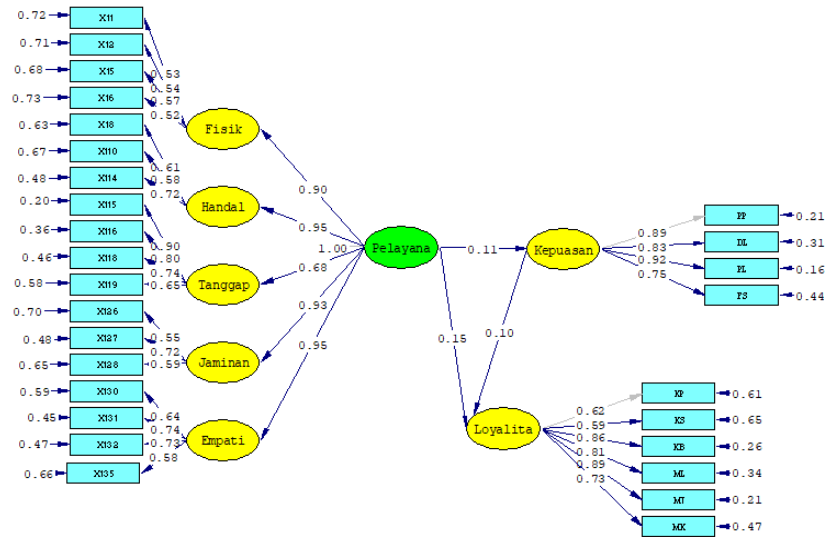 0.72 X11
0.71 X12
0.68 X15
0.73 X16
0.63 X18
0.67 X110
0.48 X114
0.20 X115
0.36 X116
0.46 X118
0.58 X119
0.70 X126
0.48 X127
0.65 X128
0.59 X130
0.45 X131
0.47 X132
0.66 X135
0.53
0.54
0.57
0.52
Fisik
0.61
0.58
0.72
Handal
0.90
0.80
0.74
0.65
Tanggap
0.55
0.72
0.59
Jaminan
0.64
0.74
0.73
0.58
Empati
0.90
0.95
1.00
0.68
0.93
0.95
Pelayana
0.11
0.15
0.10
Kepuasan
0.89
0.83
0.92
0.75
PP 0.21
DL 0.31
PL 0.16
0.44
Loyalita
0.62
0.59
0.86
0.81
0.89
0.73
KP 0.61
KS 0.65
KB 0.26
ML 0.34
0.21
MK 0.47